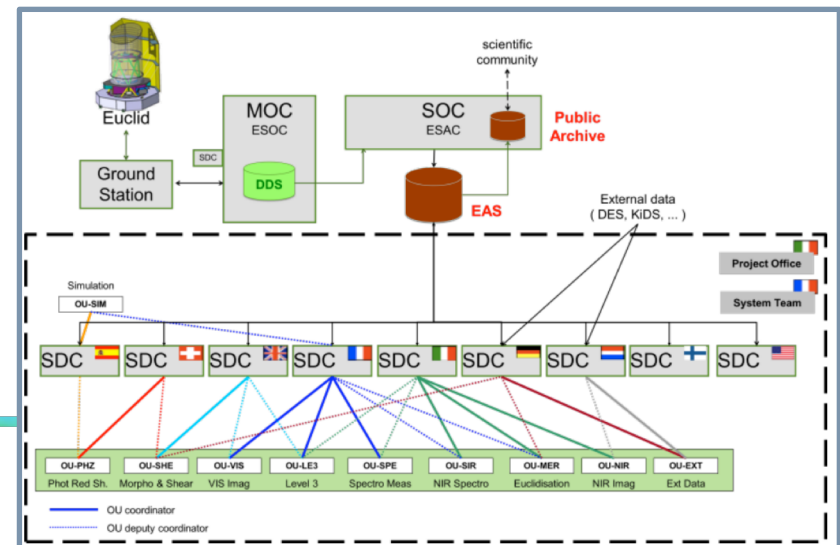 scientific
community
MOC
ESOC
SOC
ESAC
Public
Archive
Euclid
SDC
Ground
Station
DDS
EAS
External data
( DES, KiDS, ... )
Project Office
System Team
Simulation
OU-SIM
SDC SDC SDC SDC SDC SDC SDC SDC SDC
OU-PHZ OU-SHE OU-VIS OU-LE3 OU-SPE OU-SIR OU-MER OU-NIR OU-EXT
Phot Red Sh. Morpho & Shear VIS Imag Level 3 Spectro Meas NIR Spectro Euclidisation NIR Imag Ext Data
OU coordinator
OU deputy coordinator